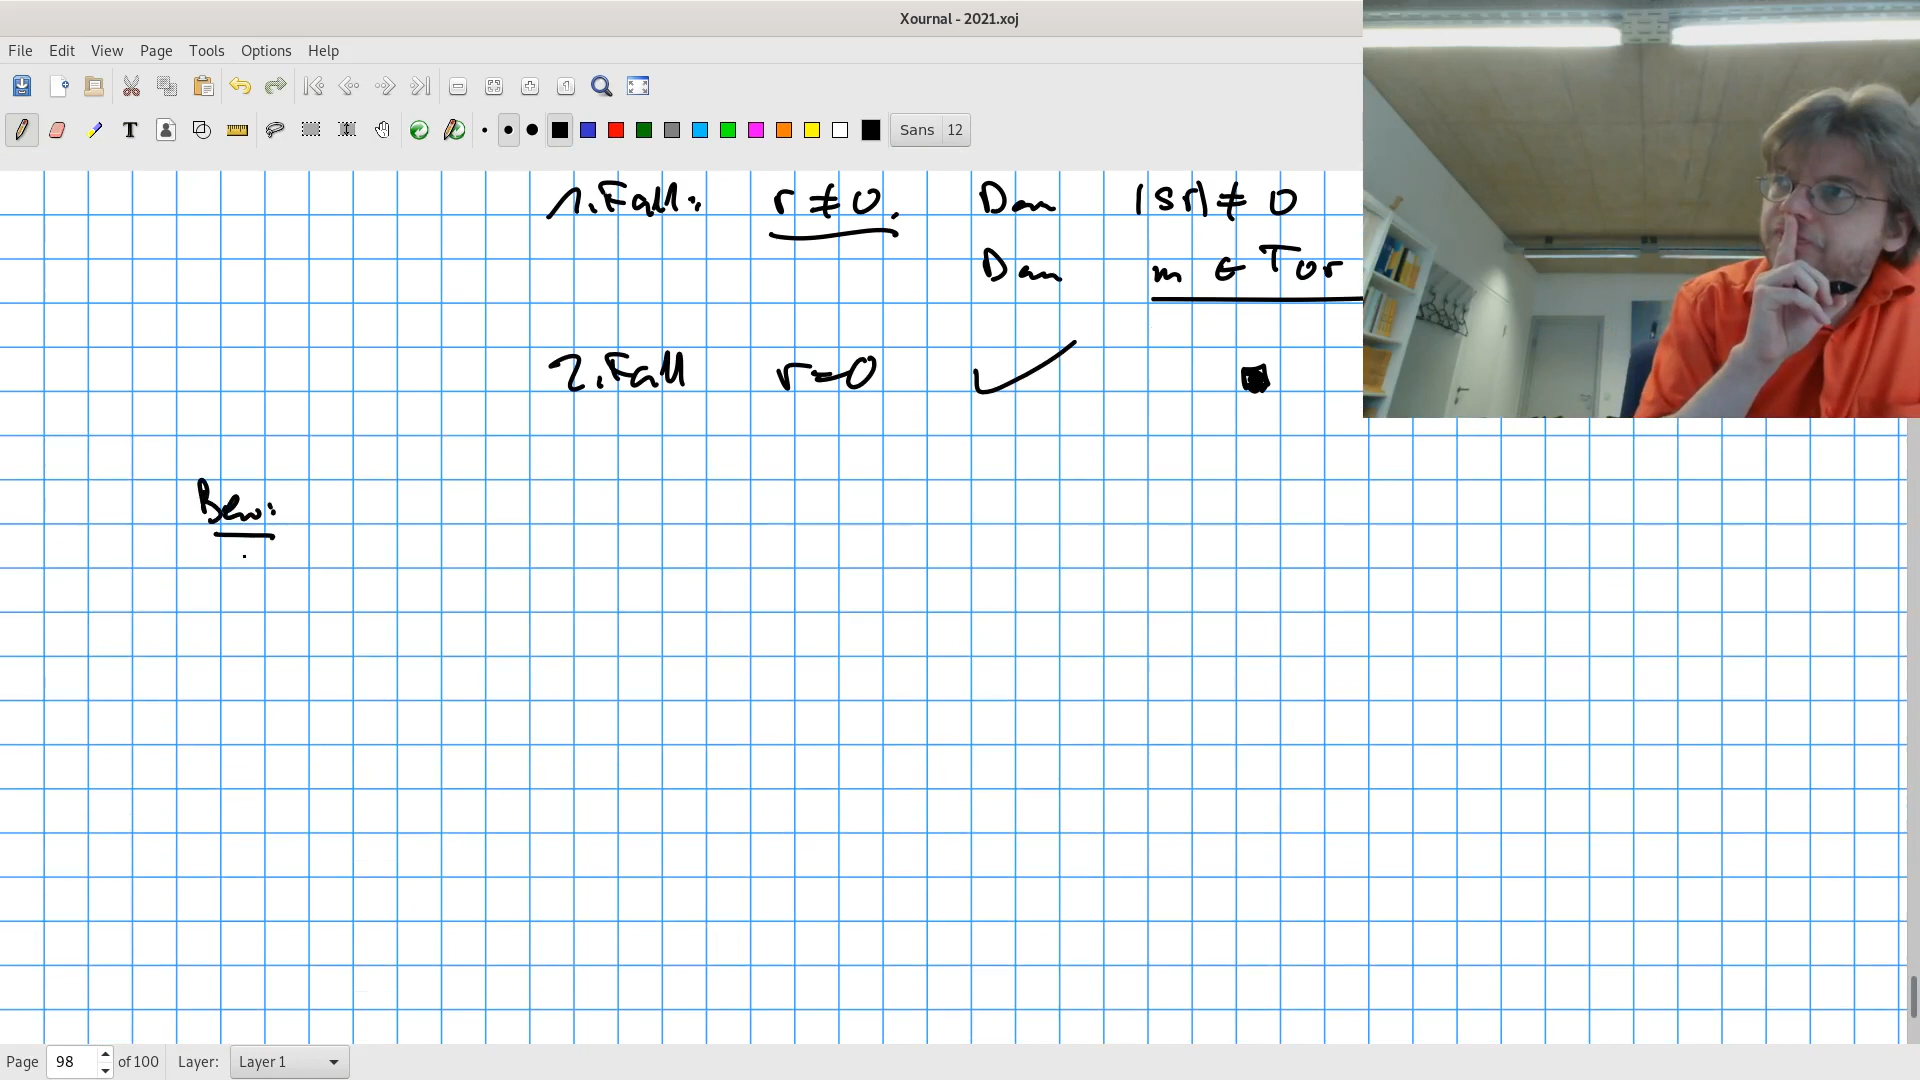 Xournal - 2021.xoj
File Edit View Page Tools Options Help
Sans 12
1. Fall: r ≠ 0. Dann |sr| ≠ 0
Dann m ∈ Tor
2. Fall r=0 ✓ ■
Bew:
Page 98 of 100 Layer: Layer 1